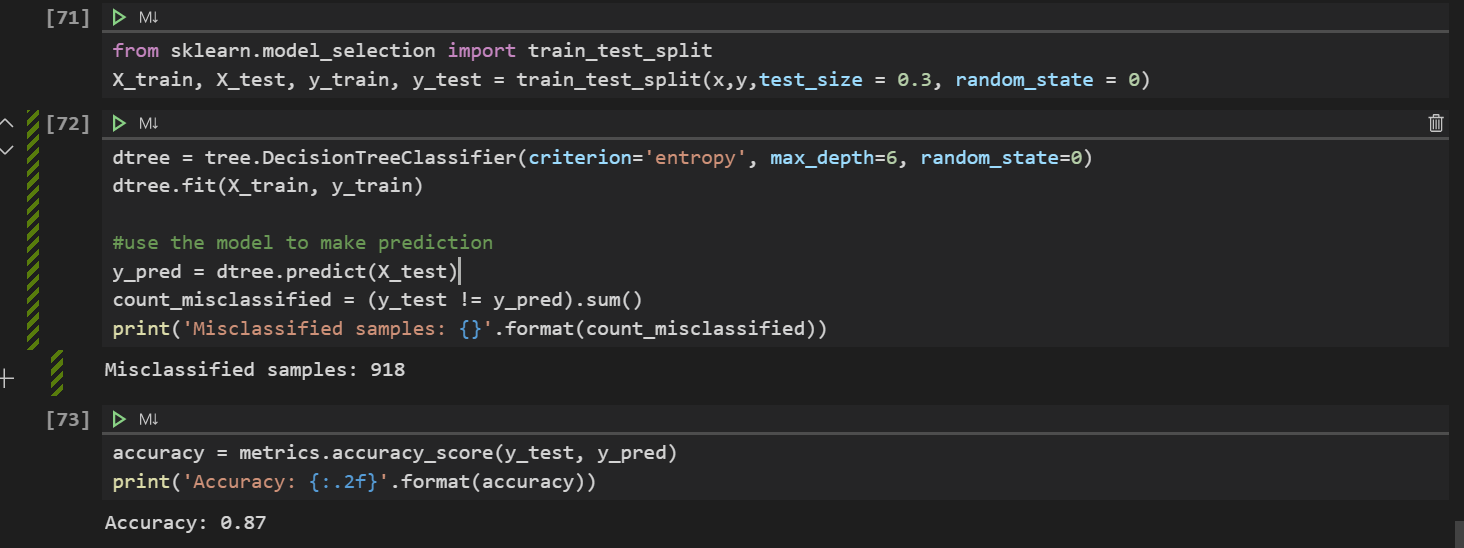 [71] M↓
from sklearn.model_selection import train_test_split
X_train, X_test, y_train, y_test = train_test_split(x,y,test_size = 0.3, random_state = 0)
[72] M↓
dtree = tree.DecisionTreeClassifier(criterion='entropy', max_depth=6, random_state=0)
dtree.fit(X_train, y_train)
#use the model to make prediction
y_pred = dtree.predict(X_test)
count_misclassified = (y_test != y_pred).sum()
print('Misclassified samples: {}'.format(count_misclassified))
Misclassified samples: 918
[73] M↓
accuracy = metrics.accuracy_score(y_test, y_pred)
print('Accuracy: {:.2f}'.format(accuracy))
Accuracy: 0.87